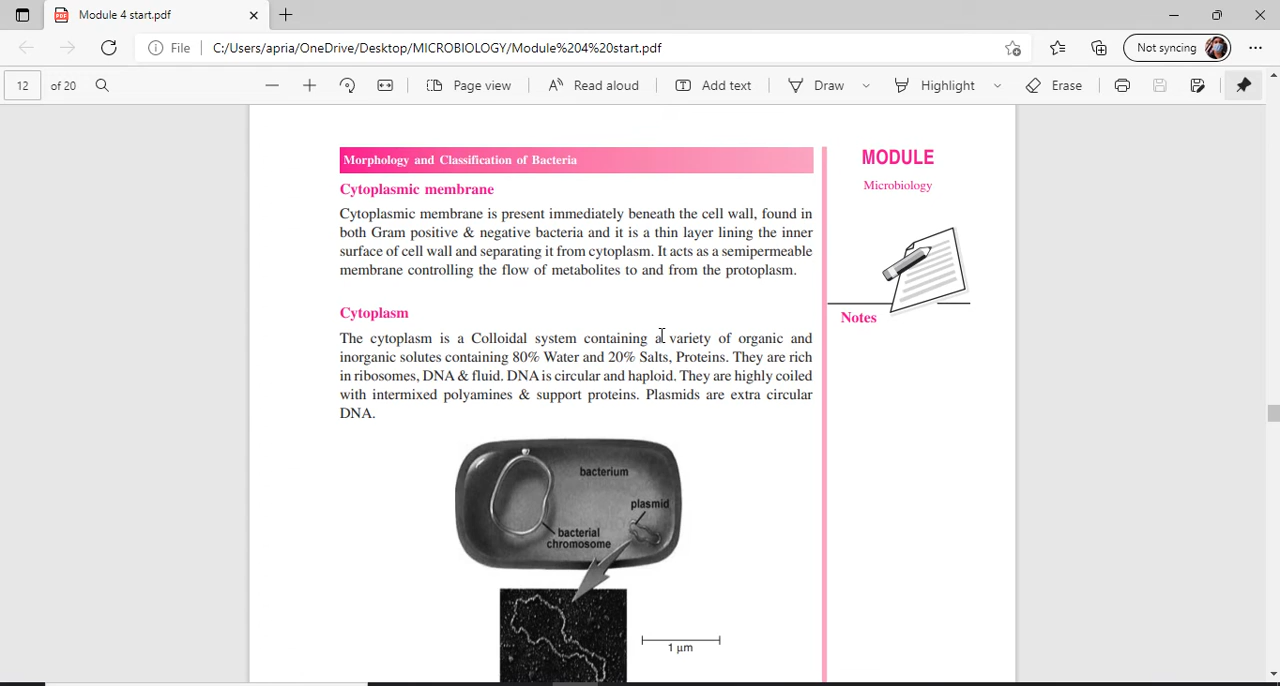 Module 4 start.pdf
File
C:/Users/apria/OneDrive/Desktop/MICROBIOLOGY/Module%204%20start.pdf
Not syncing
12 of 20
Page view
Read aloud
Add text
Draw
Highlight
Erase
Morphology and Classification of Bacteria
MODULE
Microbiology
Notes
Cytoplasmic membrane
Cytoplasmic membrane is present immediately beneath the cell wall, found in
both Gram positive & negative bacteria and it is a thin layer lining the inner
surface of cell wall and separating it from cytoplasm. It acts as a semipermeable
membrane controlling the flow of metabolites to and from the protoplasm.
Cytoplasm
The cytoplasm is a Colloidal system containing a variety of organic and
inorganic solutes containing 80% Water and 20% Salts, Proteins. They are rich
in ribosomes, DNA & fluid. DNA is circular and haploid. They are highly coiled
with intermixed polyamines & support proteins. Plasmids are extra circular
DNA.
bacterium
plasmid
bacterial
chromosome
1 µm